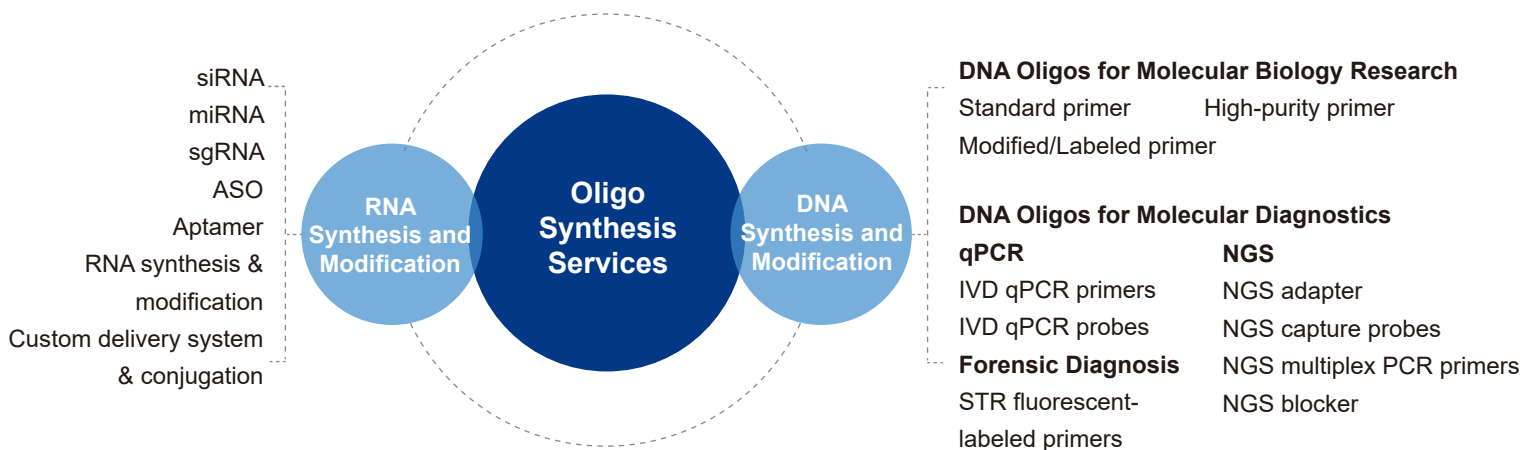 siRNA
miRNA
sgRNA
ASO
Aptamer
RNA synthesis &
modification
Custom delivery system
& conjugation
RNA
Synthesis and
Modification
Oligo
Synthesis
Services
DNA
Synthesis and
Modification
DNA Oligos for Molecular Biology Research
Standard primer High-purity primer
Modified/Labeled primer
DNA Oligos for Molecular Diagnostics
qPCR
IVD qPCR primers
IVD qPCR probes
Forensic Diagnosis
STR fluorescent-
labeled primers
NGS
NGS adapter
NGS capture probes
NGS multiplex PCR primers
NGS blocker